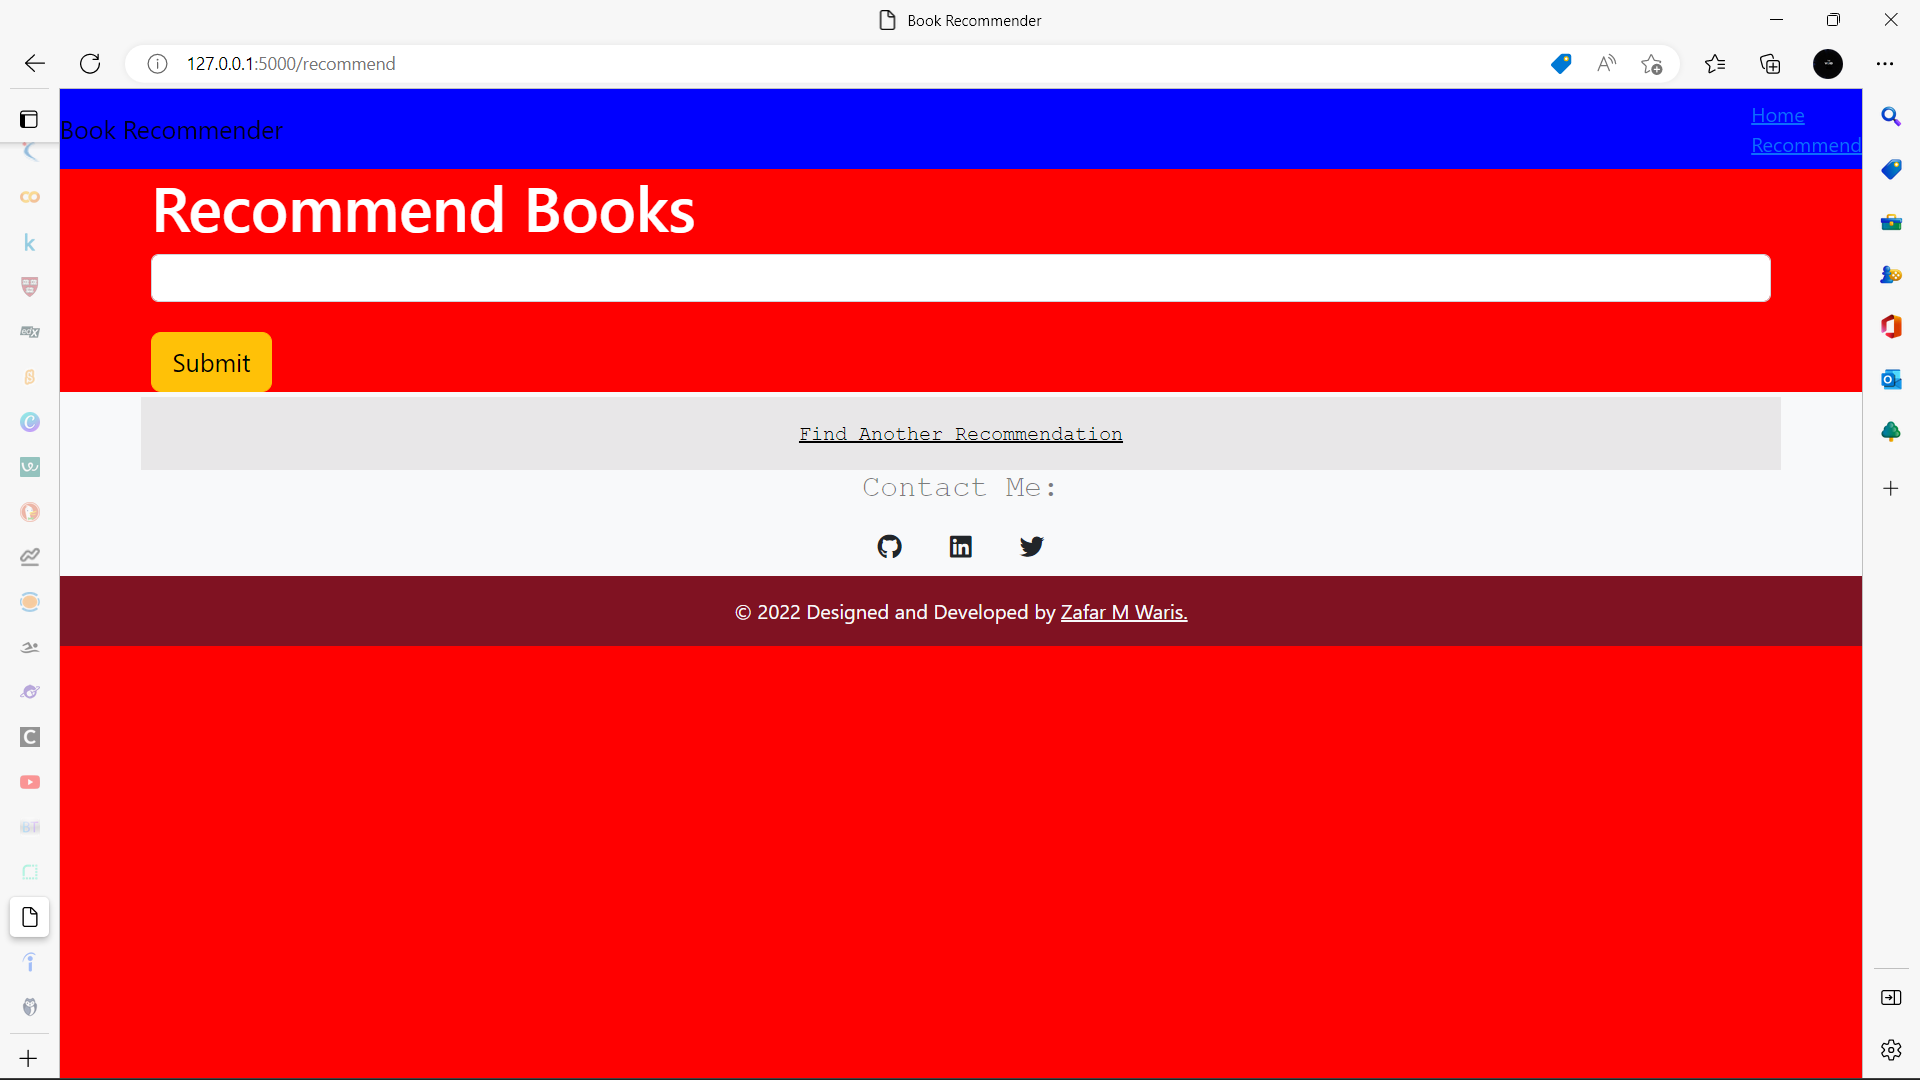 Book Recommender
127.0.0.1:5000/recommend
Book Recommender
Home
Recommend
Recommend Books
Submit
Find Another Recommendation
Contact Me:
© 2022 Designed and Developed by Zafar M Waris.